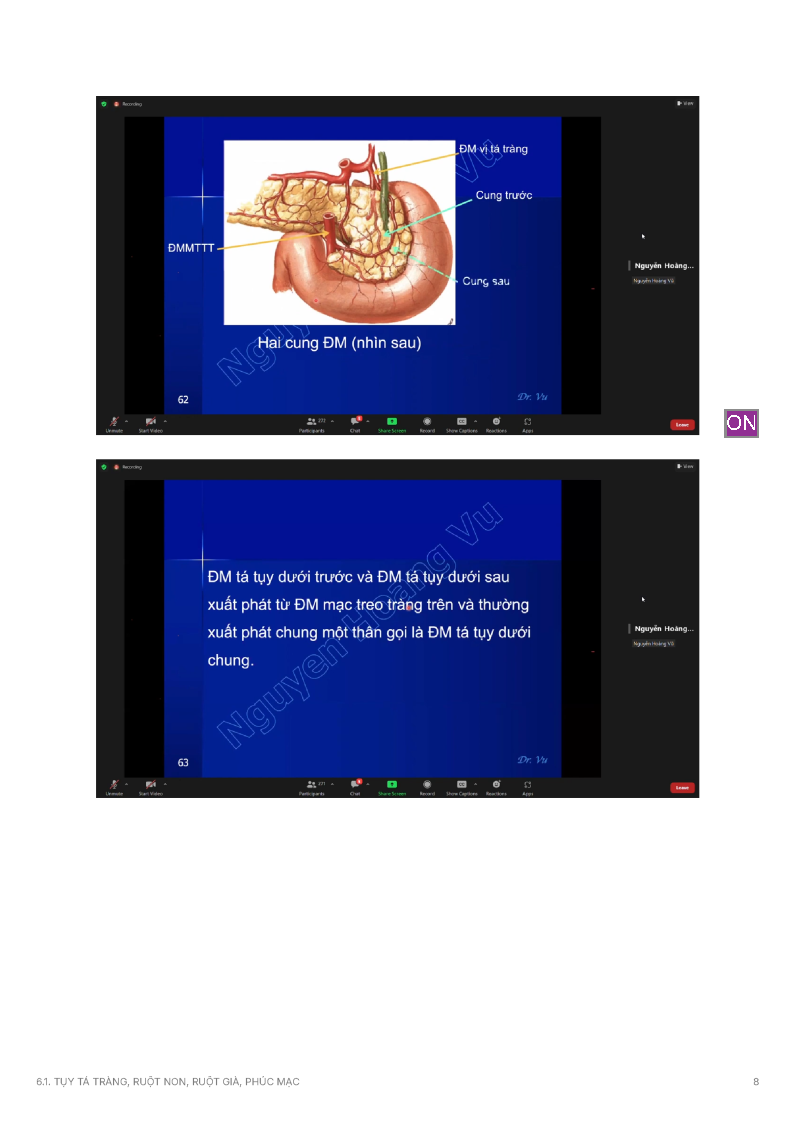 Recording
View
ĐM vị tá tràng
Cung trước
ĐMMTTT
Cung sau
Hai cung ĐM (nhìn sau)
Nguyen Hoang Vu
62
Dr. Vu
Nguyễn Hoàng...
Nguyễn Hoàng Vũ
Unmute
Start Video
Participants
277
Chat
Share Screen
Record
Show Captions
Reactions
Apps
Leave
ON
Recording
View
ĐM tá tụy dưới trước và ĐM tá tụy dưới sau
xuất phát từ ĐM mạc treo tràng trên và thường
xuất phát chung một thân gọi là ĐM tá tụy dưới
chung.
Nguyen Hoang Vu
63
Dr. Vu
Nguyễn Hoàng...
Nguyễn Hoàng Vũ
Unmute
Start Video
Participants
Chat
Share Screen
Record
Show Captions
Reactions
Apps
Leave
6.1. TỤY TÁ TRÀNG, RUỘT NON, RUỘT GIÀ, PHÚC MẠC
8